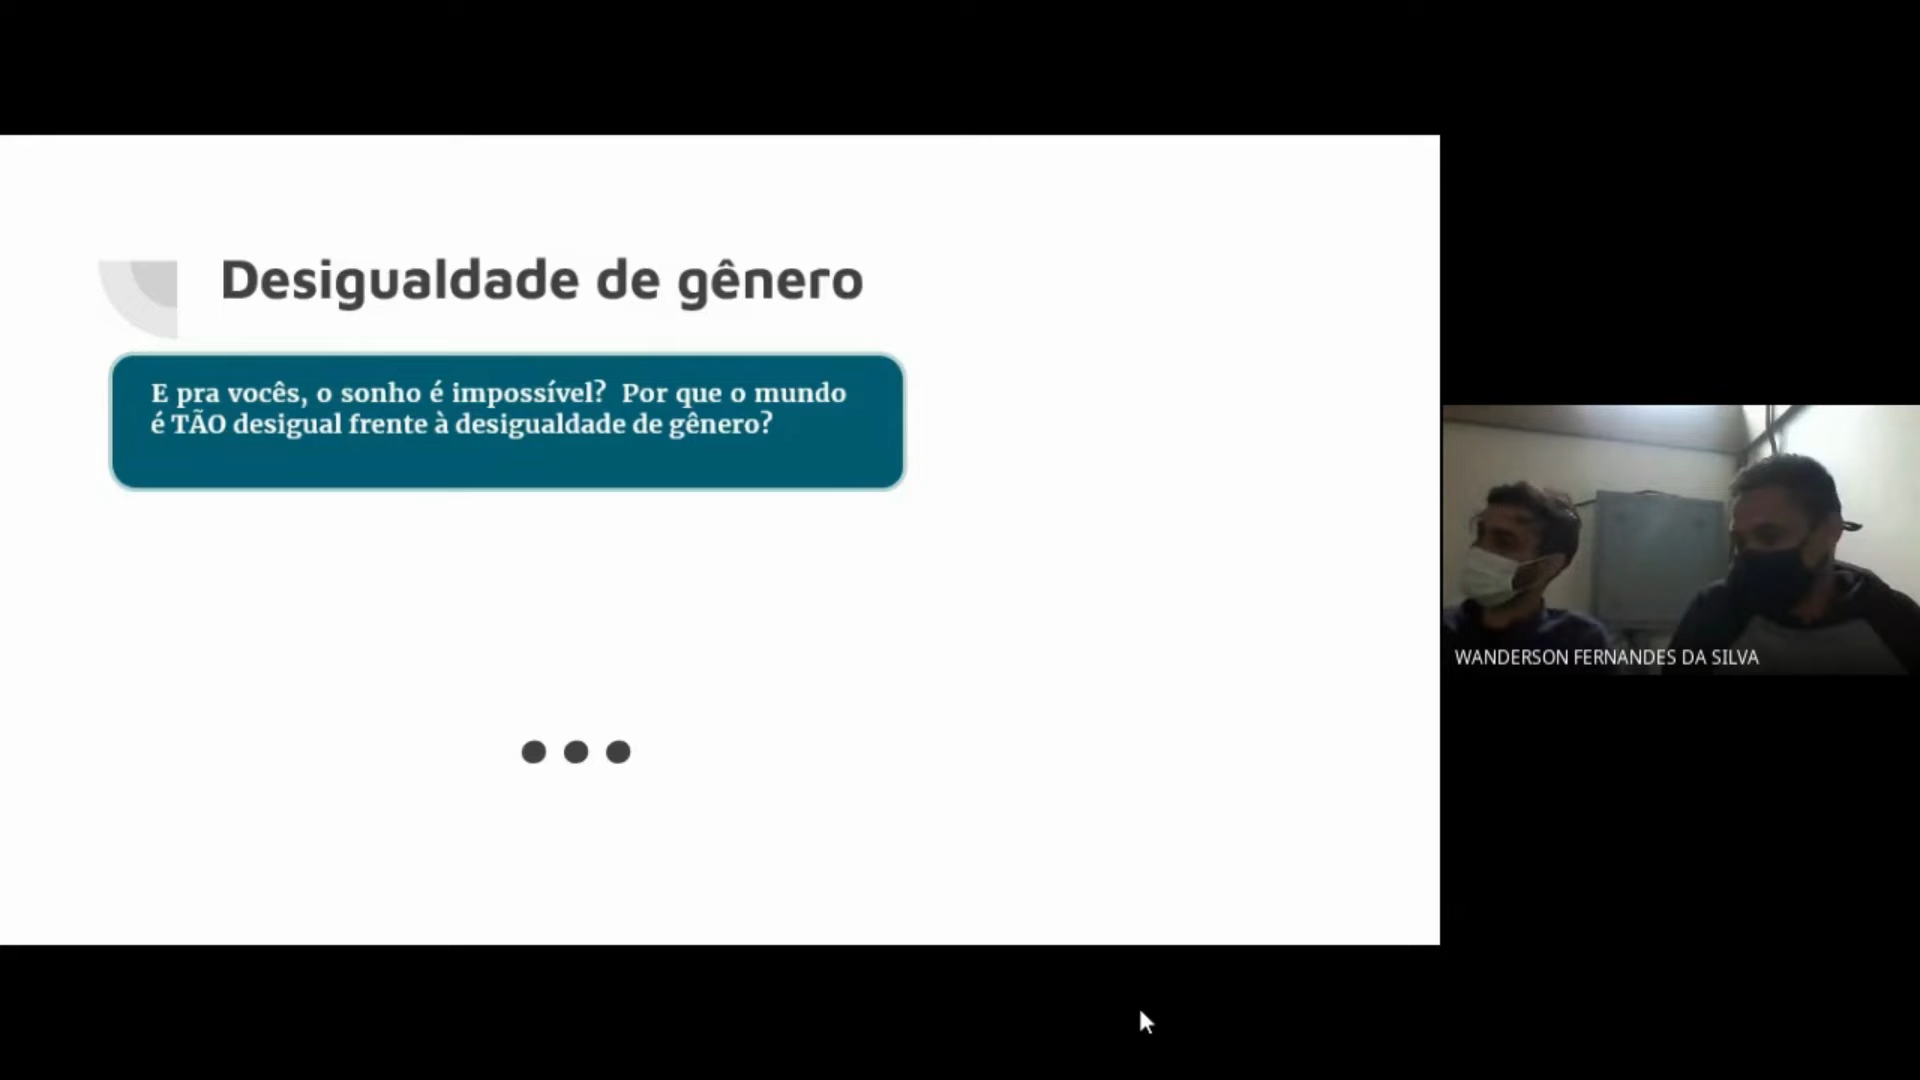 Desigualdade de gênero
E pra vocês, o sonho é impossível?  Por que o mundo
é TÃO desigual frente à desigualdade de gênero?
WANDERSON FERNANDES DA SILVA